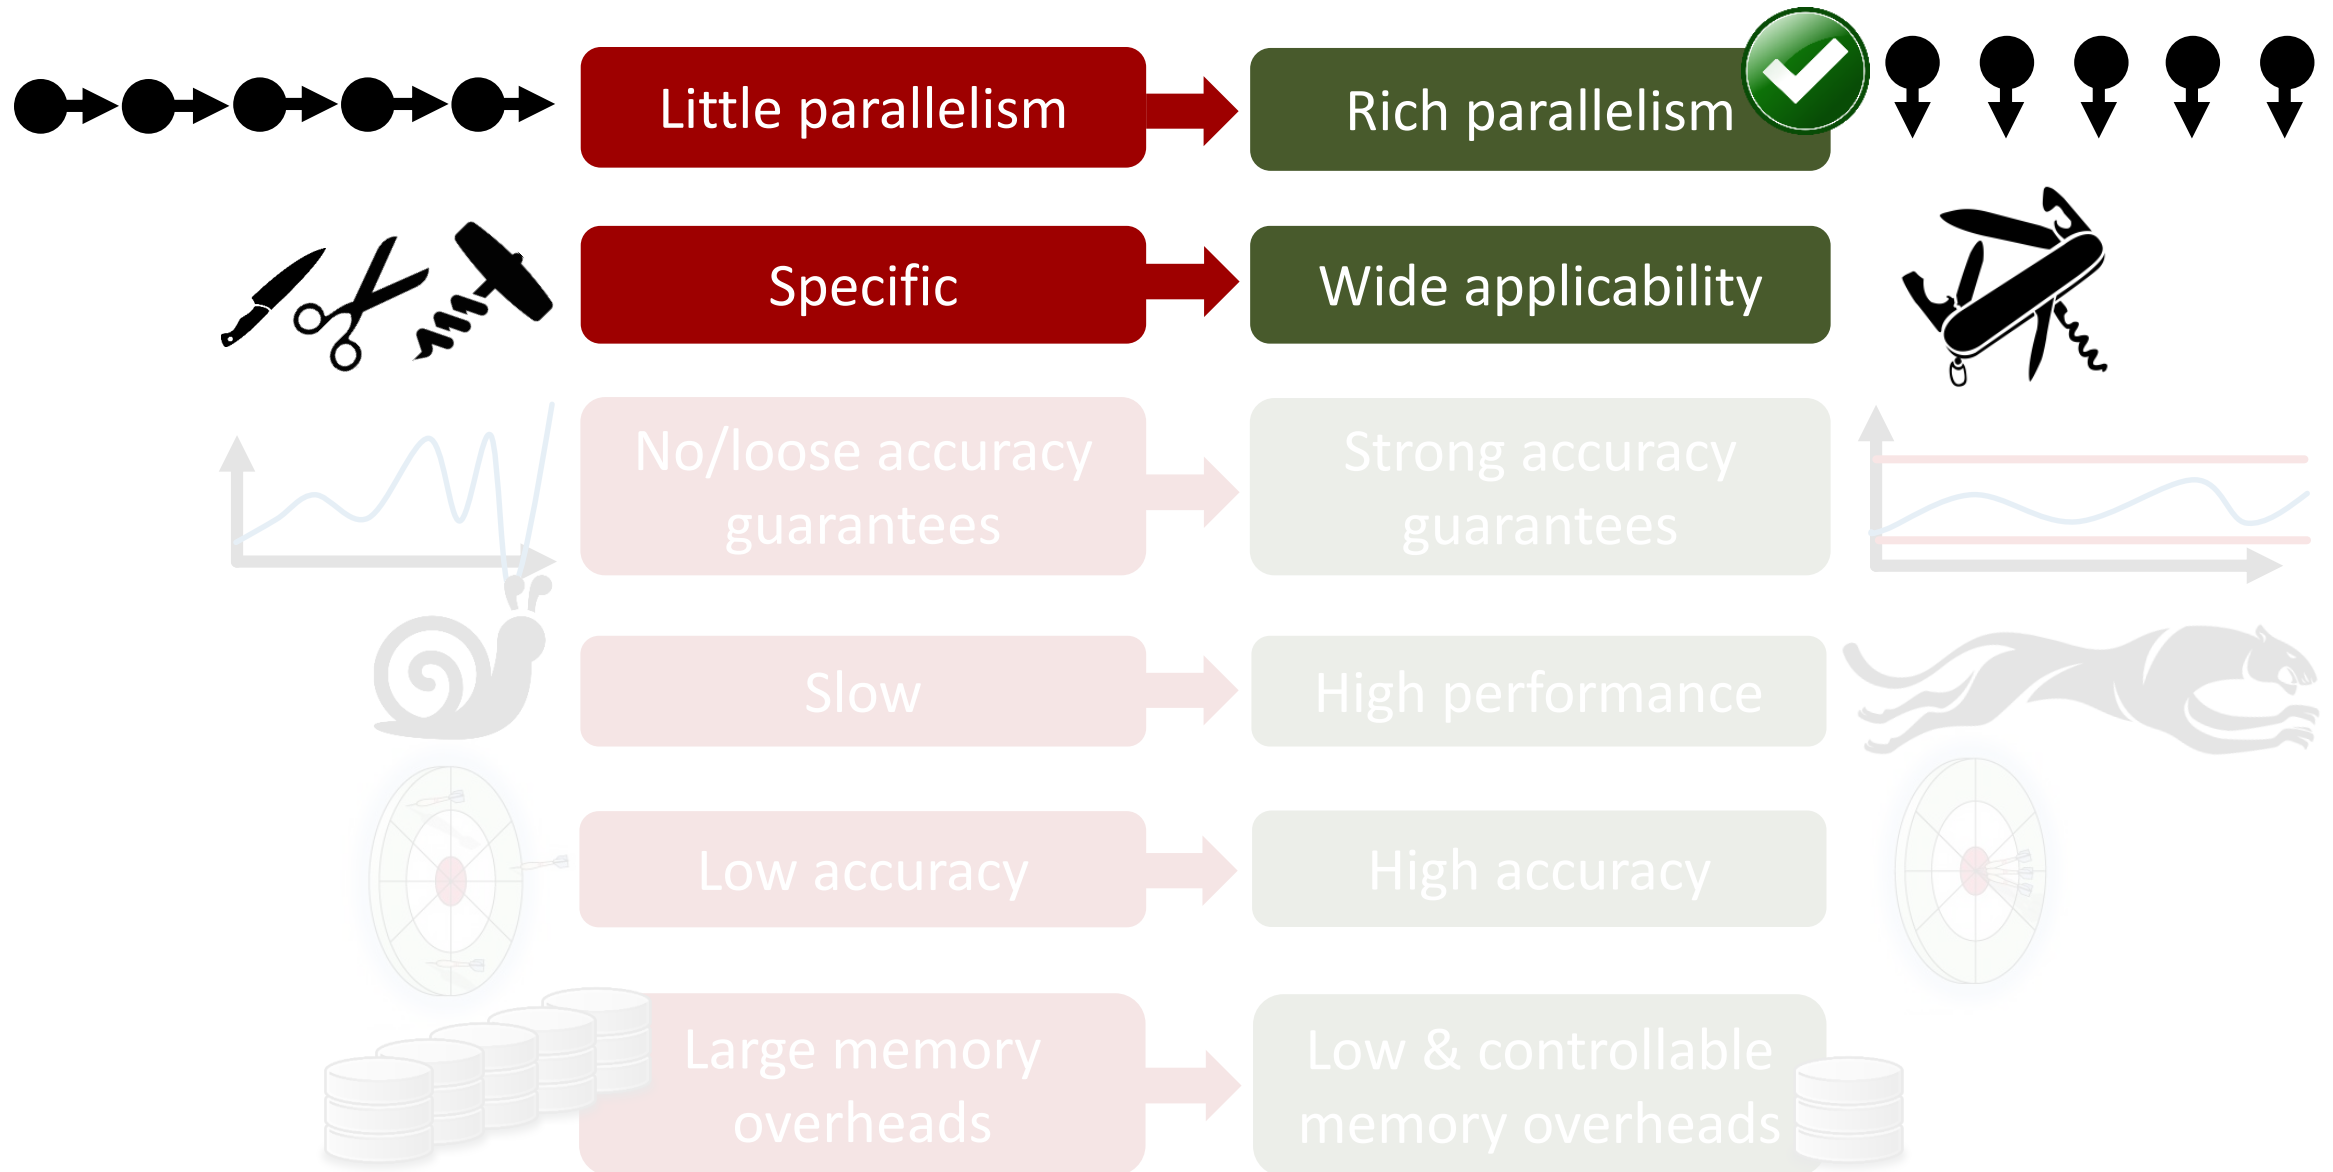 Little parallelism
Rich parallelism
Specific
Wide applicability
No/loose accuracy
guarantees
Strong accuracy
guarantees
Slow
High performance
Low accuracy
High accuracy
Large memory
overheads
Low & controllable
memory overheads